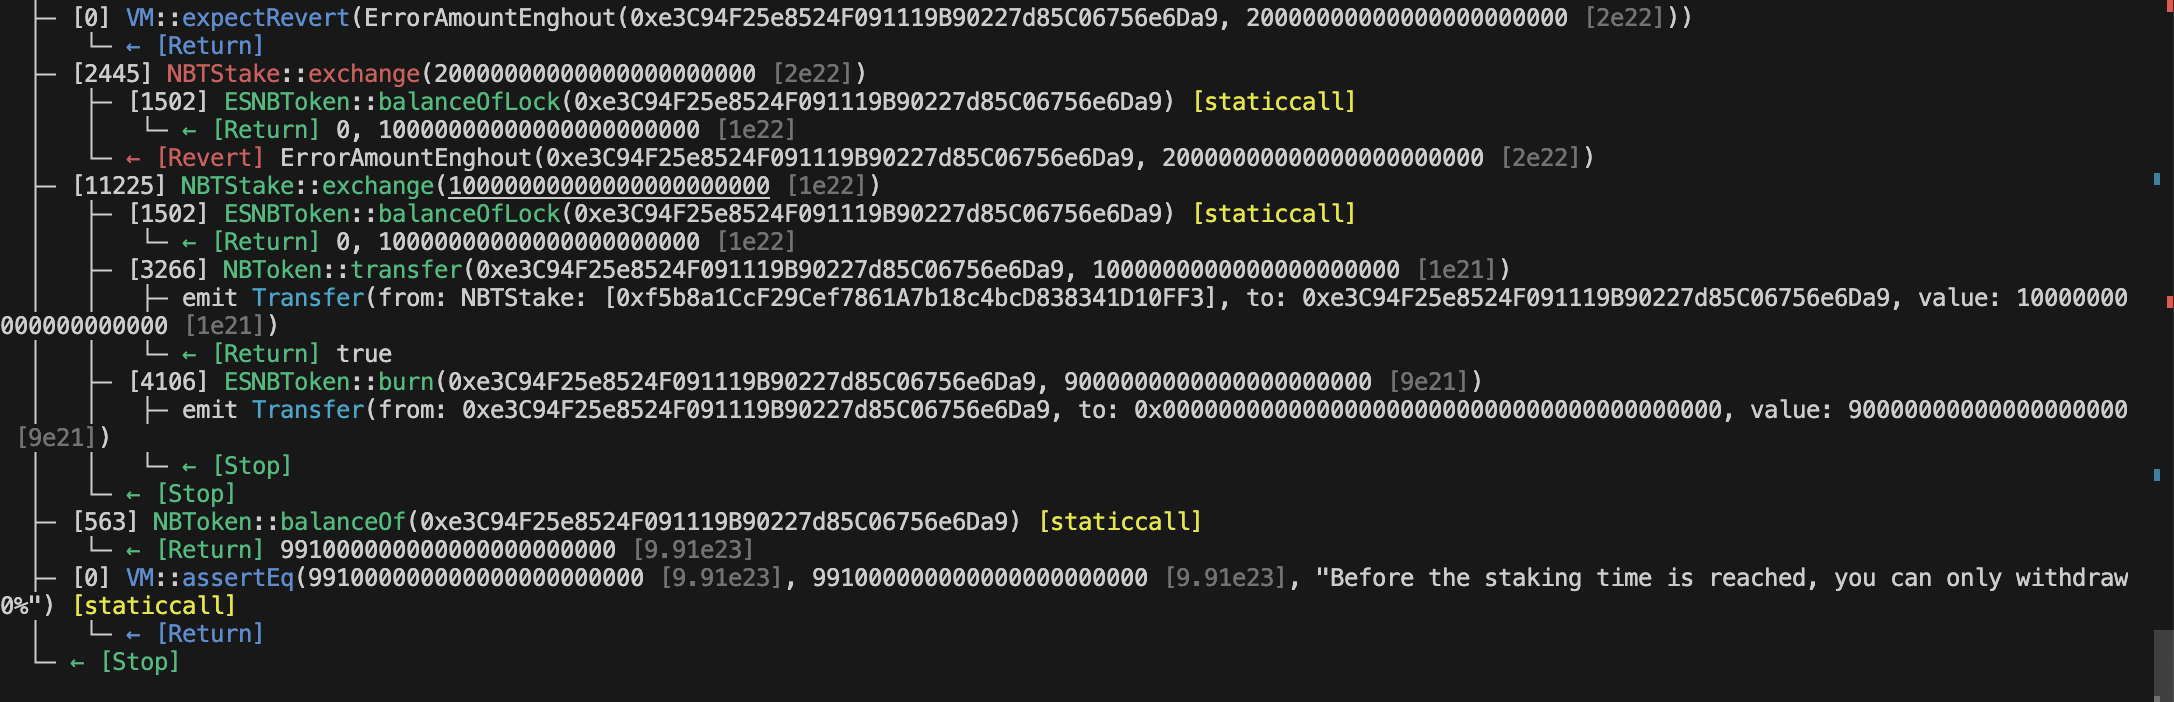 [0] VM::expectRevert(ErrorAmountEnghout(0xe3C94F25e8524F091119B90227d85C06756e6Da9, 20000000000000000000000 [2e22]))
← [Return]
[2445] NBTStake::exchange(20000000000000000000000 [2e22])
[1502] ESNBToken::balanceOfLock(0xe3C94F25e8524F091119B90227d85C06756e6Da9) [staticcall]
← [Return] 0, 10000000000000000000000 [1e22]
← [Revert] ErrorAmountEnghout(0xe3C94F25e8524F091119B90227d85C06756e6Da9, 20000000000000000000000 [2e22])
[11225] NBTStake::exchange(10000000000000000000000 [1e22])
[1502] ESNBToken::balanceOfLock(0xe3C94F25e8524F091119B90227d85C06756e6Da9) [staticcall]
← [Return] 0, 10000000000000000000000 [1e22]
[3266] NBToken::transfer(0xe3C94F25e8524F091119B90227d85C06756e6Da9, 1000000000000000000000 [1e21])
emit Transfer(from: NBTStake: [0xf5b8a1CcF29Cef7861A7b18c4bcD838341D10FF3], to: 0xe3C94F25e8524F091119B90227d85C06756e6Da9, value: 10000000
000000000000 [1e21])
← [Return] true
[4106] ESNBToken::burn(0xe3C94F25e8524F091119B90227d85C06756e6Da9, 9000000000000000000000 [9e21])
emit Transfer(from: 0xe3C94F25e8524F091119B90227d85C06756e6Da9, to: 0x0000000000000000000000000000000000000000, value: 90000000000000000000
[9e21])
← [Stop]
← [Stop]
[563] NBToken::balanceOf(0xe3C94F25e8524F091119B90227d85C06756e6Da9) [staticcall]
← [Return] 991000000000000000000000 [9.91e23]
[0] VM::assertEq(991000000000000000000000 [9.91e23], 991000000000000000000000 [9.91e23], "Before the staking time is reached, you can only withdraw
0%") [staticcall]
← [Return]
← [Stop]